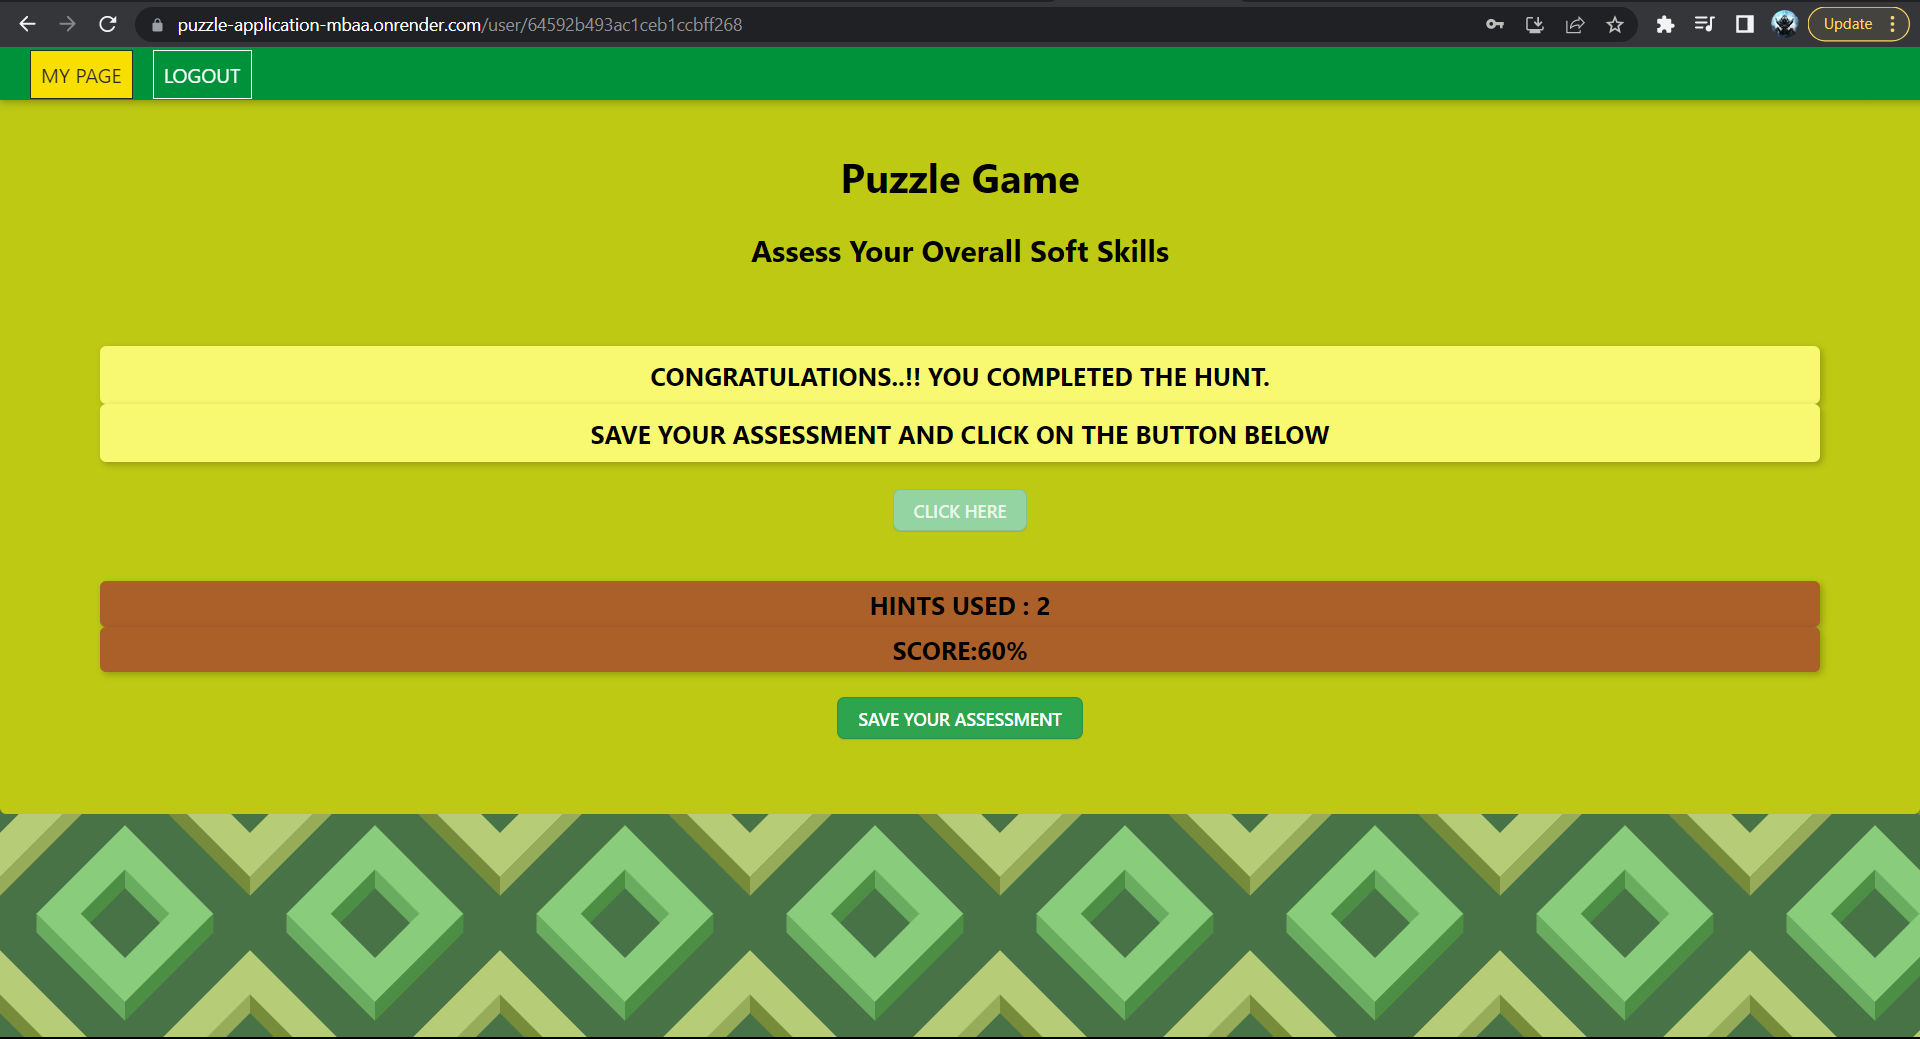 puzzle-application-mbaa.onrender.com/user/64592b493ac1ceb1ccbff268
Update
MY PAGE
LOGOUT
Puzzle Game
Assess Your Overall Soft Skills
CONGRATULATIONS..!! YOU COMPLETED THE HUNT.
SAVE YOUR ASSESSMENT AND CLICK ON THE BUTTON BELOW
CLICK HERE
HINTS USED : 2
SCORE:60%
SAVE YOUR ASSESSMENT